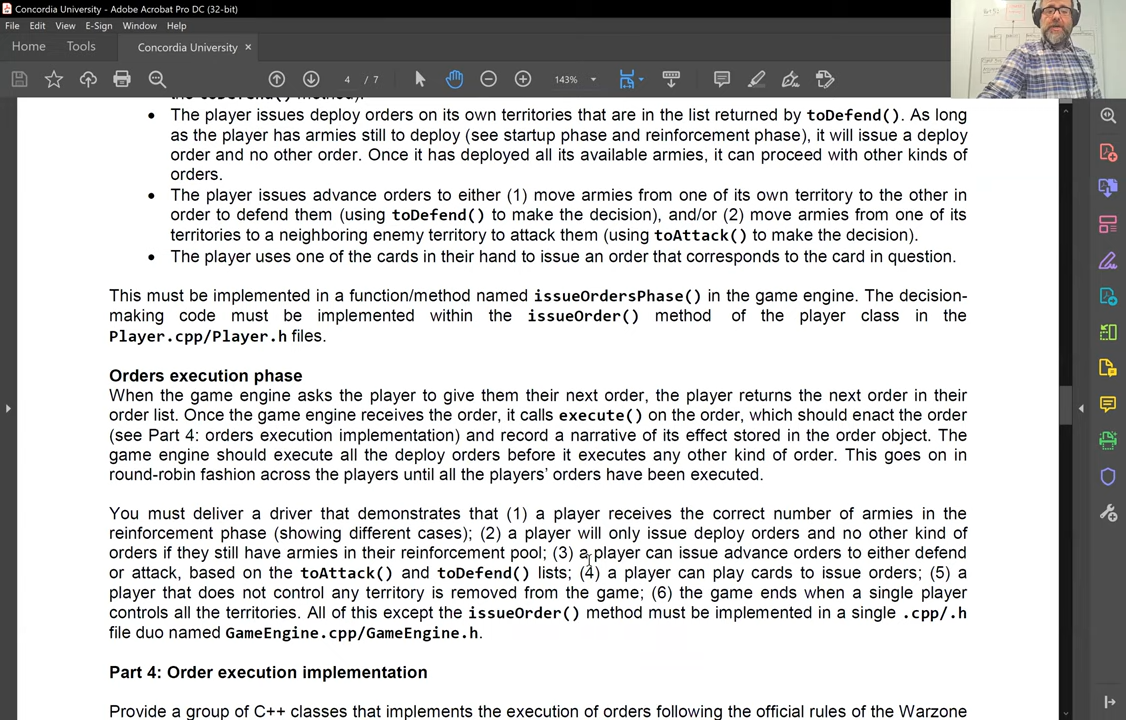 Concordia University - Adobe Acrobat Pro DC (32-bit)
File Edit View E-Sign Window Help
Home Tools Concordia University ×
4 / 7 143%
• The player issues deploy orders on its own territories that are in the list returned by toDefend(). As long
as the player has armies still to deploy (see startup phase and reinforcement phase), it will issue a deploy
order and no other order. Once it has deployed all its available armies, it can proceed with other kinds of
orders.
• The player issues advance orders to either (1) move armies from one of its own territory to the other in
order to defend them (using toDefend() to make the decision), and/or (2) move armies from one of its
territories to a neighboring enemy territory to attack them (using toAttack() to make the decision).
• The player uses one of the cards in their hand to issue an order that corresponds to the card in question.
This must be implemented in a function/method named issueOrdersPhase() in the game engine. The decision-
making code must be implemented within the issueOrder() method of the player class in the
Player.cpp/Player.h files.
Orders execution phase
When the game engine asks the player to give them their next order, the player returns the next order in their
order list. Once the game engine receives the order, it calls execute() on the order, which should enact the order
(see Part 4: orders execution implementation) and record a narrative of its effect stored in the order object. The
game engine should execute all the deploy orders before it executes any other kind of order. This goes on in
round-robin fashion across the players until all the players’ orders have been executed.
You must deliver a driver that demonstrates that (1) a player receives the correct number of armies in the
reinforcement phase (showing different cases); (2) a player will only issue deploy orders and no other kind of
orders if they still have armies in their reinforcement pool; (3) a player can issue advance orders to either defend
or attack, based on the toAttack() and toDefend() lists; (4) a player can play cards to issue orders; (5) a
player that does not control any territory is removed from the game; (6) the game ends when a single player
controls all the territories. All of this except the issueOrder() method must be implemented in a single .cpp/.h
file duo named GameEngine.cpp/GameEngine.h.
Part 4: Order execution implementation
Provide a group of C++ classes that implements the execution of orders following the official rules of the Warzone